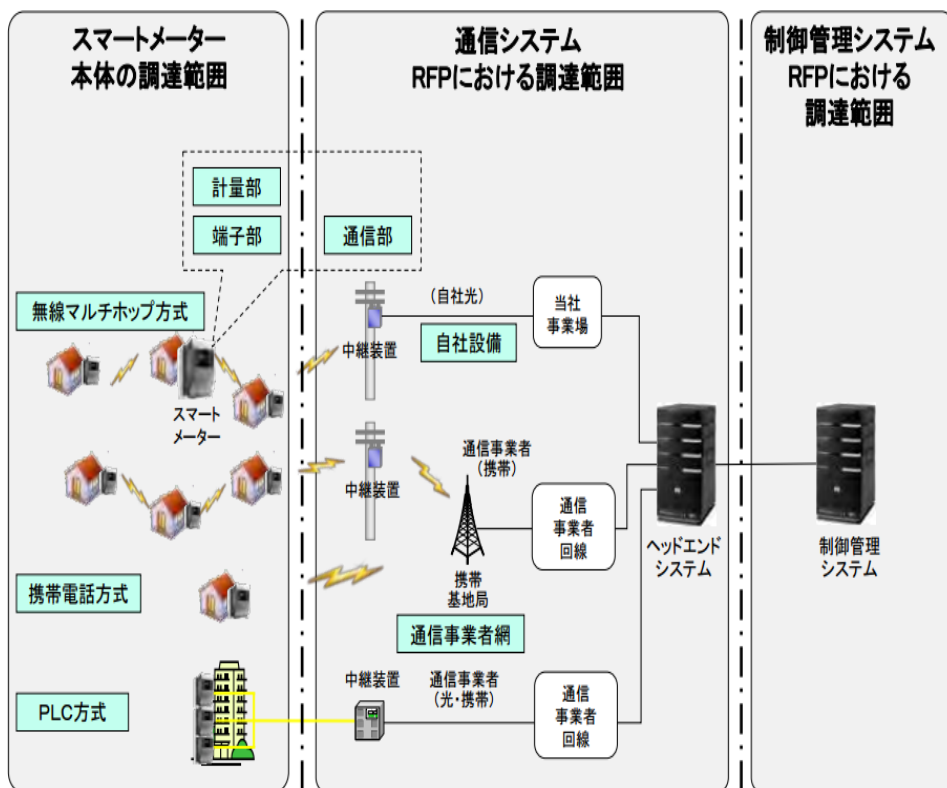 スマートメーター
本体の調達範囲
通信システム
RFPにおける調達範囲
制御管理システム
RFPにおける
調達範囲
計量部
端子部
通信部
無線マルチホップ方式
スマート
メーター
中継装置
（自社光）
自社設備
当社
事業場
中継装置
通信事業者
（携帯）
携帯
基地局
通信
事業者
回線
ヘッドエンド
システム
制御管理
システム
携帯電話方式
通信事業者網
PLC方式
中継装置
通信事業者
（光・携帯）
通信
事業者
回線